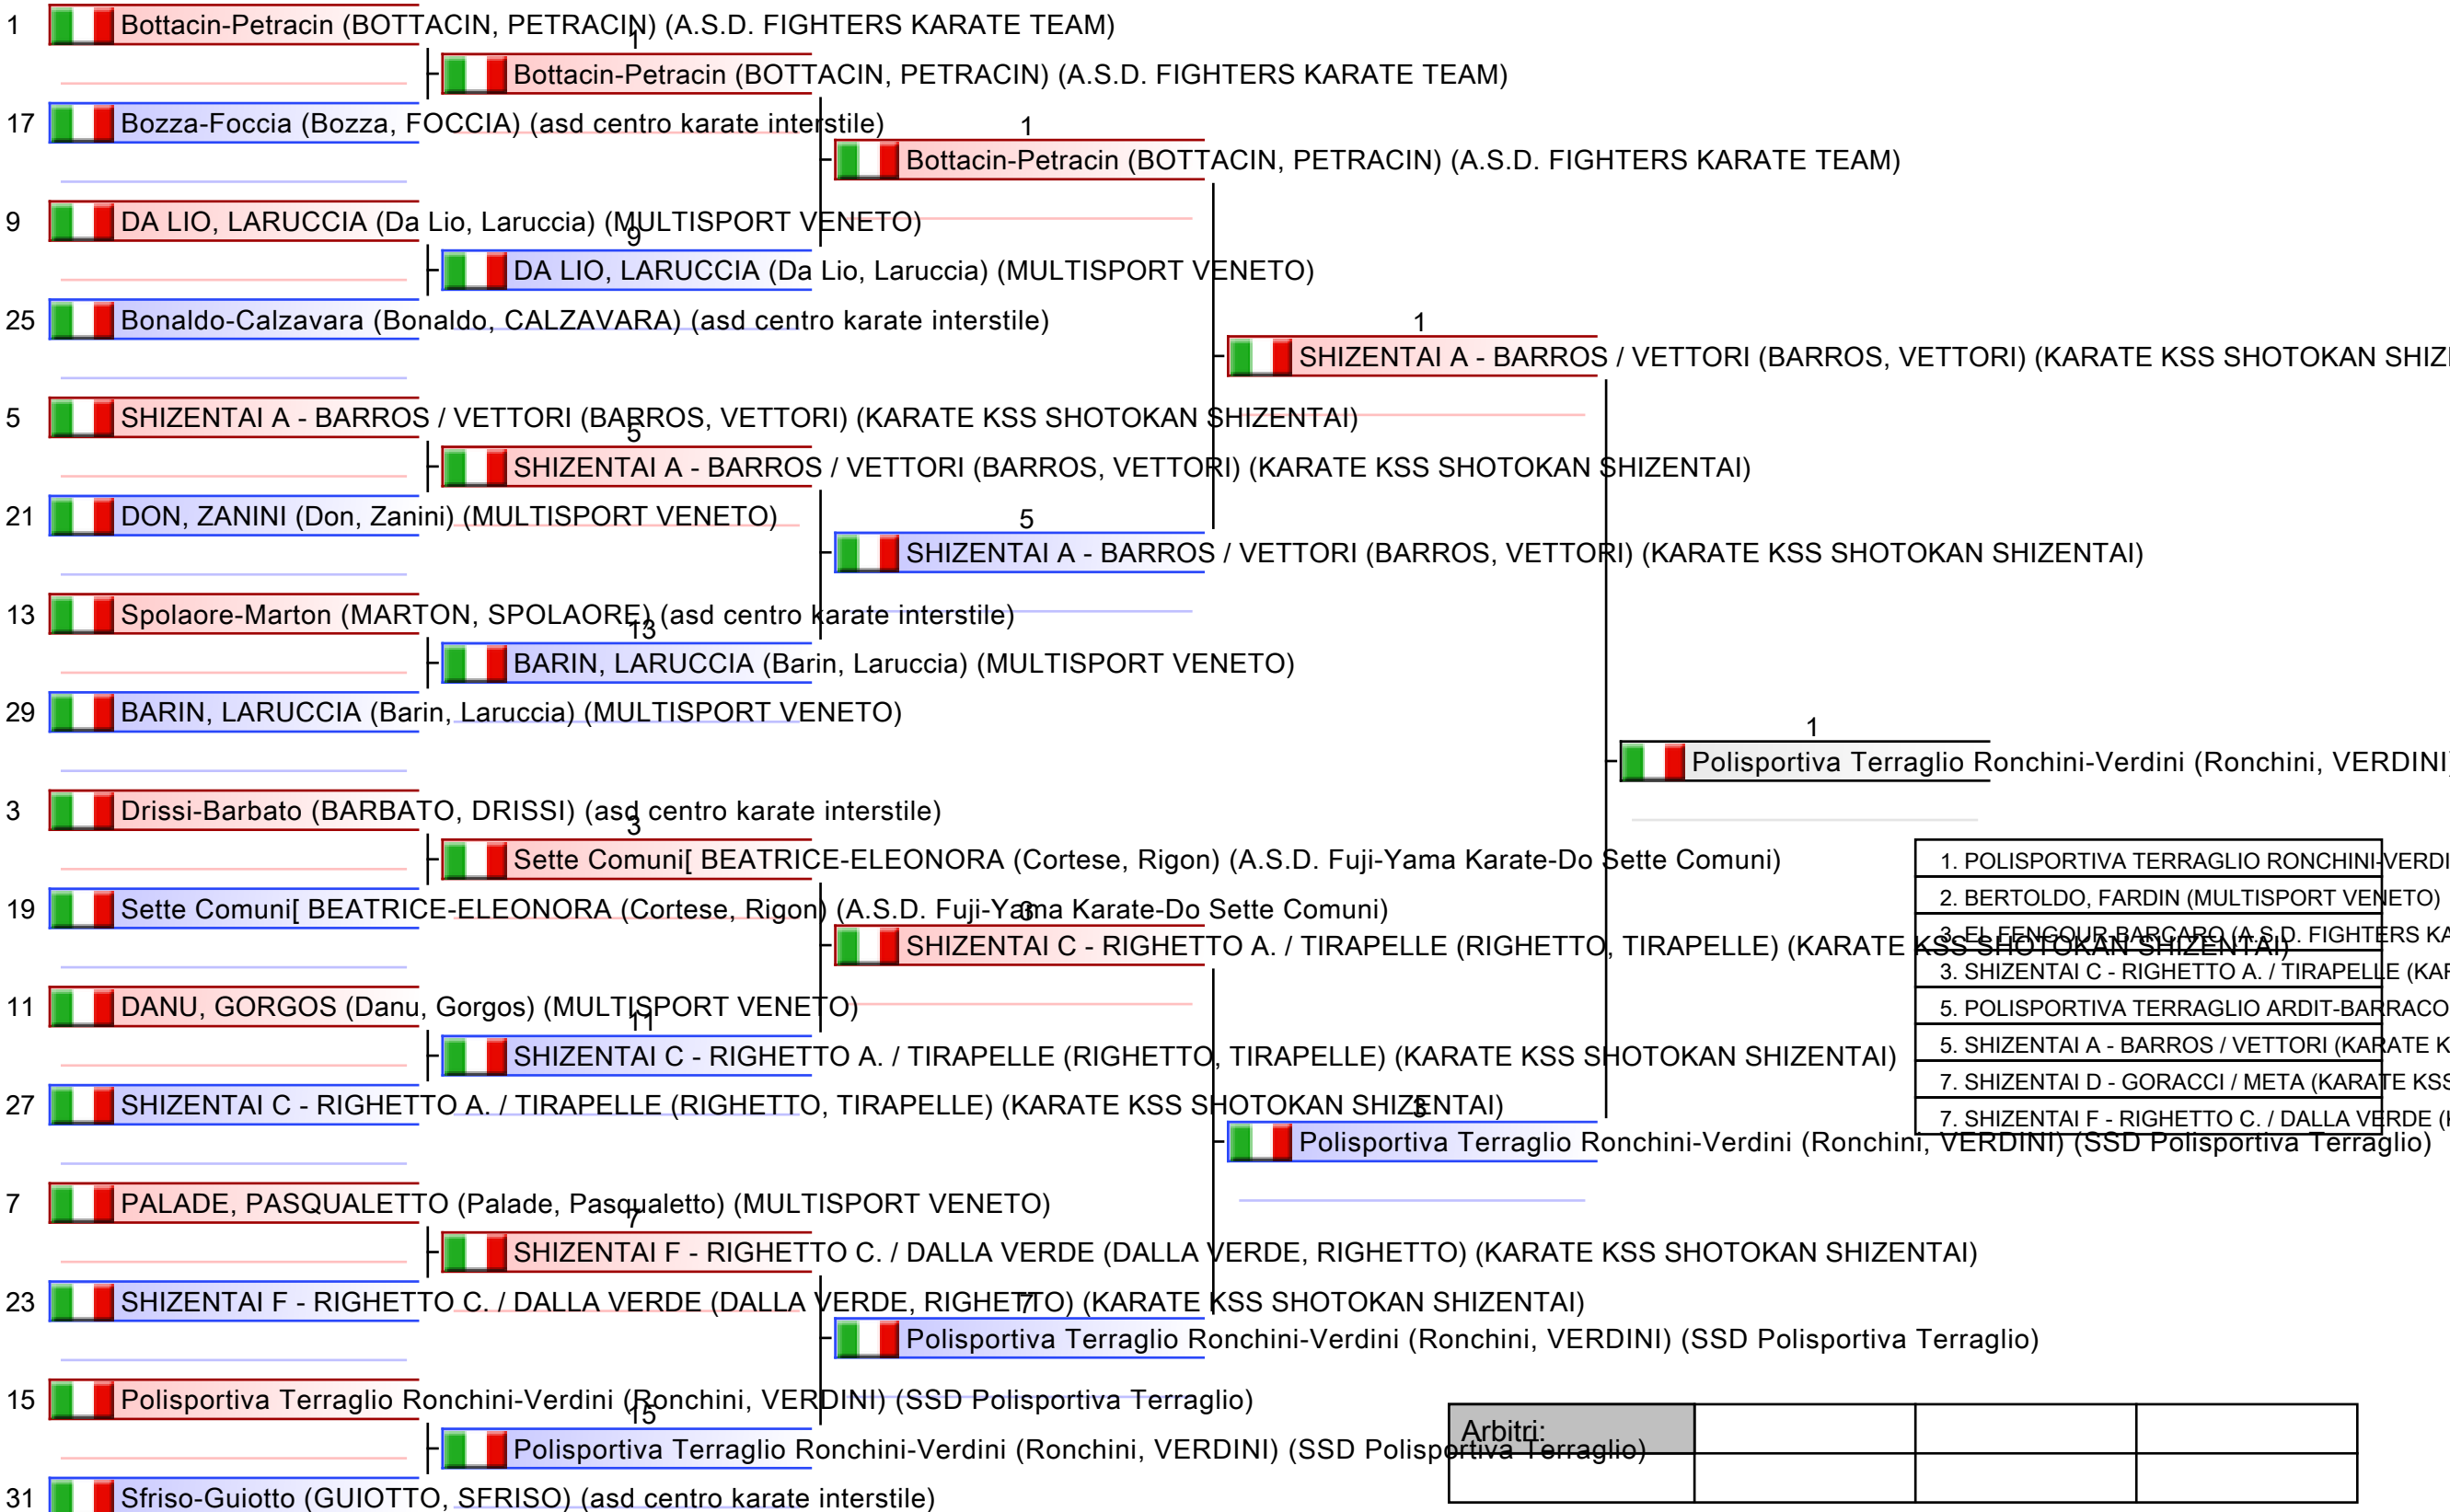 1 Bottacin-Petracin (BOTTACIN, PETRACIN) (A.S.D. FIGHTERS KARATE TEAM)
1
Bottacin-Petracin (BOTTACIN, PETRACIN) (A.S.D. FIGHTERS KARATE TEAM)
17 Bozza-Foccia (Bozza, FOCCIA) (asd centro karate interstile)
1
Bottacin-Petracin (BOTTACIN, PETRACIN) (A.S.D. FIGHTERS KARATE TEAM)
9 DA LIO, LARUCCIA (Da Lio, Laruccia) (MULTISPORT VENETO)
9
DA LIO, LARUCCIA (Da Lio, Laruccia) (MULTISPORT VENETO)
25 Bonaldo-Calzavara (Bonaldo, CALZAVARA) (asd centro karate interstile)
1
SHIZENTAI A - BARROS / VETTORI (BARROS, VETTORI) (KARATE KSS SHOTOKAN SHIZ
5 SHIZENTAI A - BARROS / VETTORI (BARROS, VETTORI) (KARATE KSS SHOTOKAN SHIZENTAI)
5
SHIZENTAI A - BARROS / VETTORI (BARROS, VETTORI) (KARATE KSS SHOTOKAN SHIZENTAI)
21 DON, ZANINI (Don, Zanini) (MULTISPORT VENETO)
5
SHIZENTAI A - BARROS / VETTORI (BARROS, VETTORI) (KARATE KSS SHOTOKAN SHIZENTAI)
13 Spolaore-Marton (MARTON, SPOLAORE) (asd centro karate interstile)
13
BARIN, LARUCCIA (Barin, Laruccia) (MULTISPORT VENETO)
29 BARIN, LARUCCIA (Barin, Laruccia) (MULTISPORT VENETO)
1
Polisportiva Terraglio Ronchini-Verdini (Ronchini, VERDINI)
3 Drissi-Barbato (BARBATO, DRISSI) (asd centro karate interstile)
3
Sette Comuni[ BEATRICE-ELEONORA (Cortese, Rigon) (A.S.D. Fuji-Yama Karate-Do Sette Comuni)
19 Sette Comuni[ BEATRICE-ELEONORA (Cortese, Rigon) (A.S.D. Fuji-Yama Karate-Do Sette Comuni)
3
SHIZENTAI C - RIGHETTO A. / TIRAPELLE (RIGHETTO, TIRAPELLE) (KARATE KSS SHOTOKAN SHIZENTAI)
11 DANU, GORGOS (Danu, Gorgos) (MULTISPORT VENETO)
11
SHIZENTAI C - RIGHETTO A. / TIRAPELLE (RIGHETTO, TIRAPELLE) (KARATE KSS SHOTOKAN SHIZENTAI)
27 SHIZENTAI C - RIGHETTO A. / TIRAPELLE (RIGHETTO, TIRAPELLE) (KARATE KSS SHOTOKAN SHIZENTAI)
3
Polisportiva Terraglio Ronchini-Verdini (Ronchini, VERDINI) (SSD Polisportiva Terraglio)
7 PALADE, PASQUALETTO (Palade, Pasqualetto) (MULTISPORT VENETO)
7
SHIZENTAI F - RIGHETTO C. / DALLA VERDE (DALLA VERDE, RIGHETTO) (KARATE KSS SHOTOKAN SHIZENTAI)
23 SHIZENTAI F - RIGHETTO C. / DALLA VERDE (DALLA VERDE, RIGHETTO) (KARATE KSS SHOTOKAN SHIZENTAI)
7
Polisportiva Terraglio Ronchini-Verdini (Ronchini, VERDINI) (SSD Polisportiva Terraglio)
15 Polisportiva Terraglio Ronchini-Verdini (Ronchini, VERDINI) (SSD Polisportiva Terraglio)
15
Polisportiva Terraglio Ronchini-Verdini (Ronchini, VERDINI) (SSD Polisportiva Terraglio)
31 Sfriso-Guiotto (GUIOTTO, SFRISO) (asd centro karate interstile)
1. POLISPORTIVA TERRAGLIO RONCHINI-VERDI
2. BERTOLDO, FARDIN (MULTISPORT VENETO)
3. EL FENGOUR-BARCARO (A.S.D. FIGHTERS KA
3. SHIZENTAI C - RIGHETTO A. / TIRAPELLE (KAR
5. POLISPORTIVA TERRAGLIO ARDIT-BARRACO
5. SHIZENTAI A - BARROS / VETTORI (KARATE K
7. SHIZENTAI D - GORACCI / META (KARATE KSS
7. SHIZENTAI F - RIGHETTO C. / DALLA VERDE (
Arbitri: